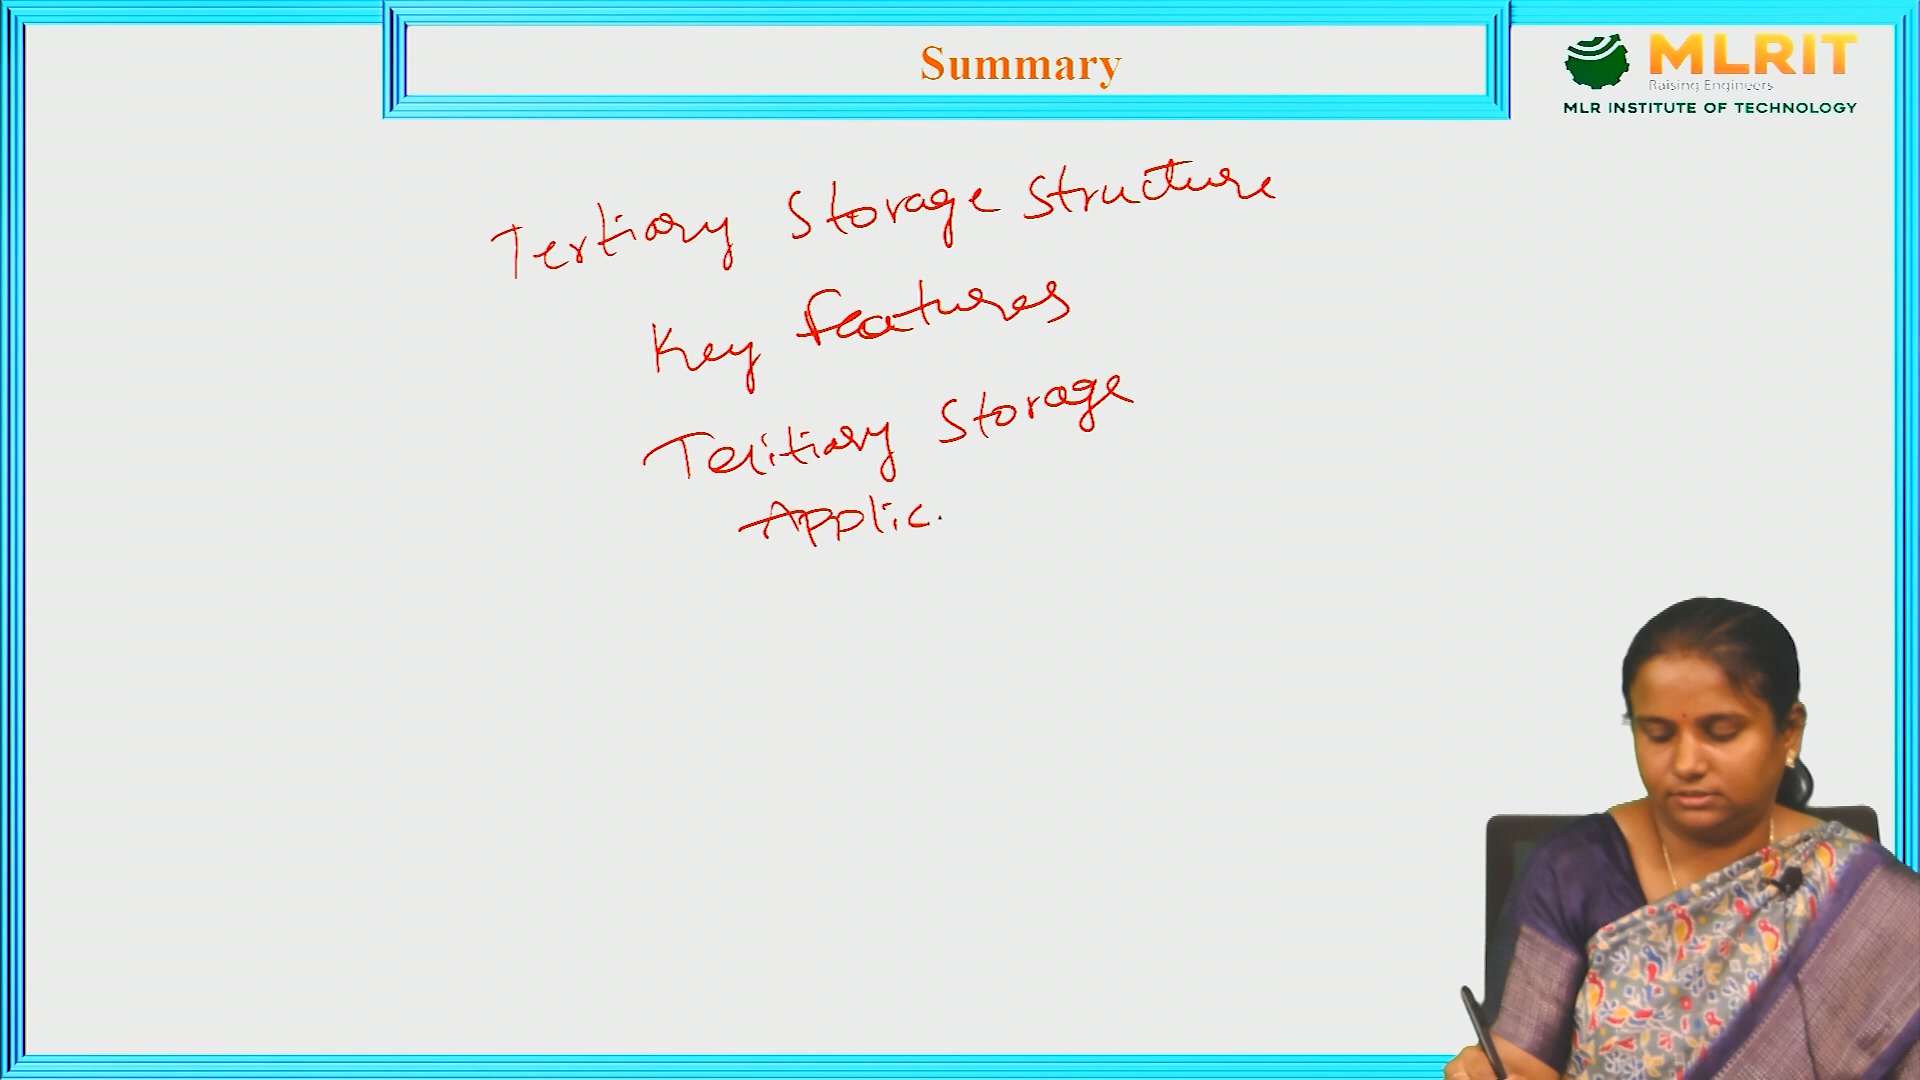 Summary
MLRIT
Raising Engineers
MLR INSTITUTE OF TECHNOLOGY
Tertiary Storage Structure
Key features
Teritiary Storage
Applic.